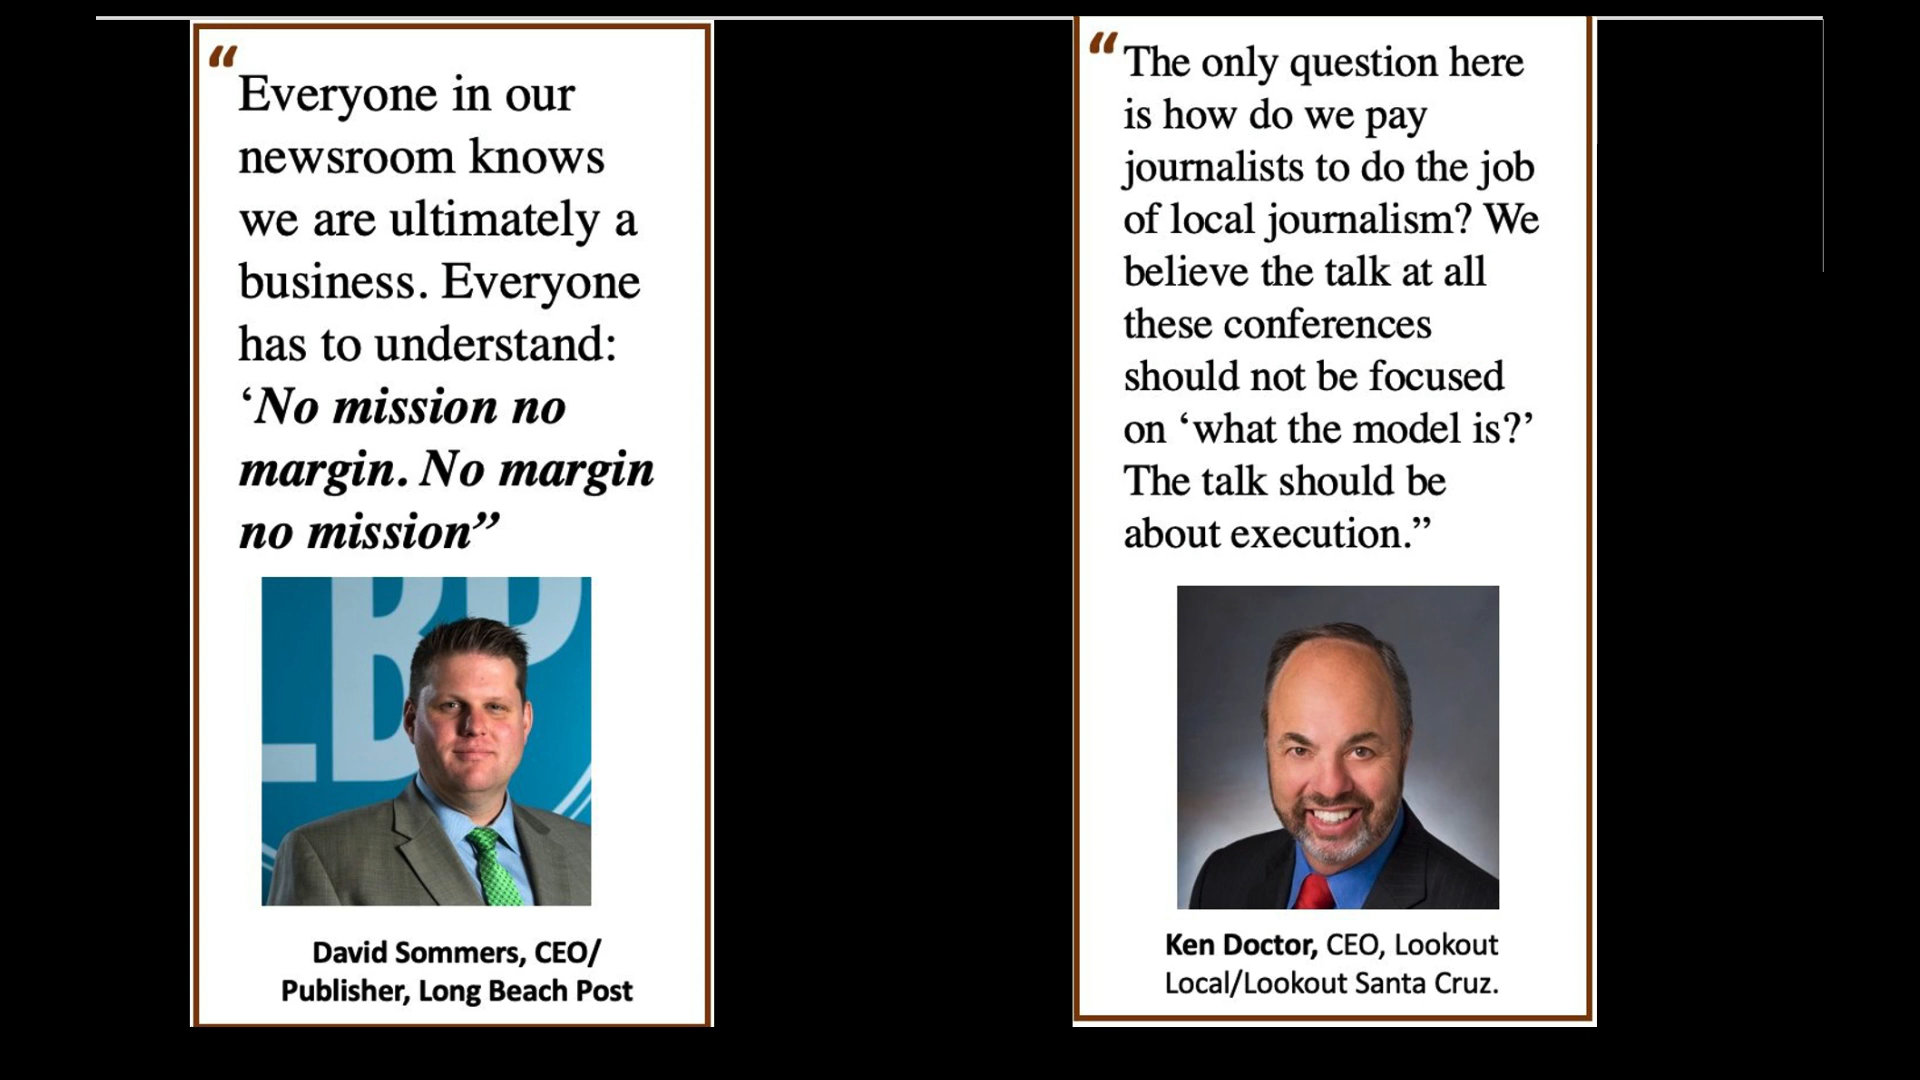 “
Everyone in our
newsroom knows
we are ultimately a
business. Everyone
has to understand:
‘No mission no
margin. No margin
no mission”
LBP
David Sommers, CEO/
Publisher, Long Beach Post
“The only question here
is how do we pay
journalists to do the job
of local journalism? We
believe the talk at all
these conferences
should not be focused
on ‘what the model is?’
The talk should be
about execution.”
Ken Doctor, CEO, Lookout
Local/Lookout Santa Cruz.